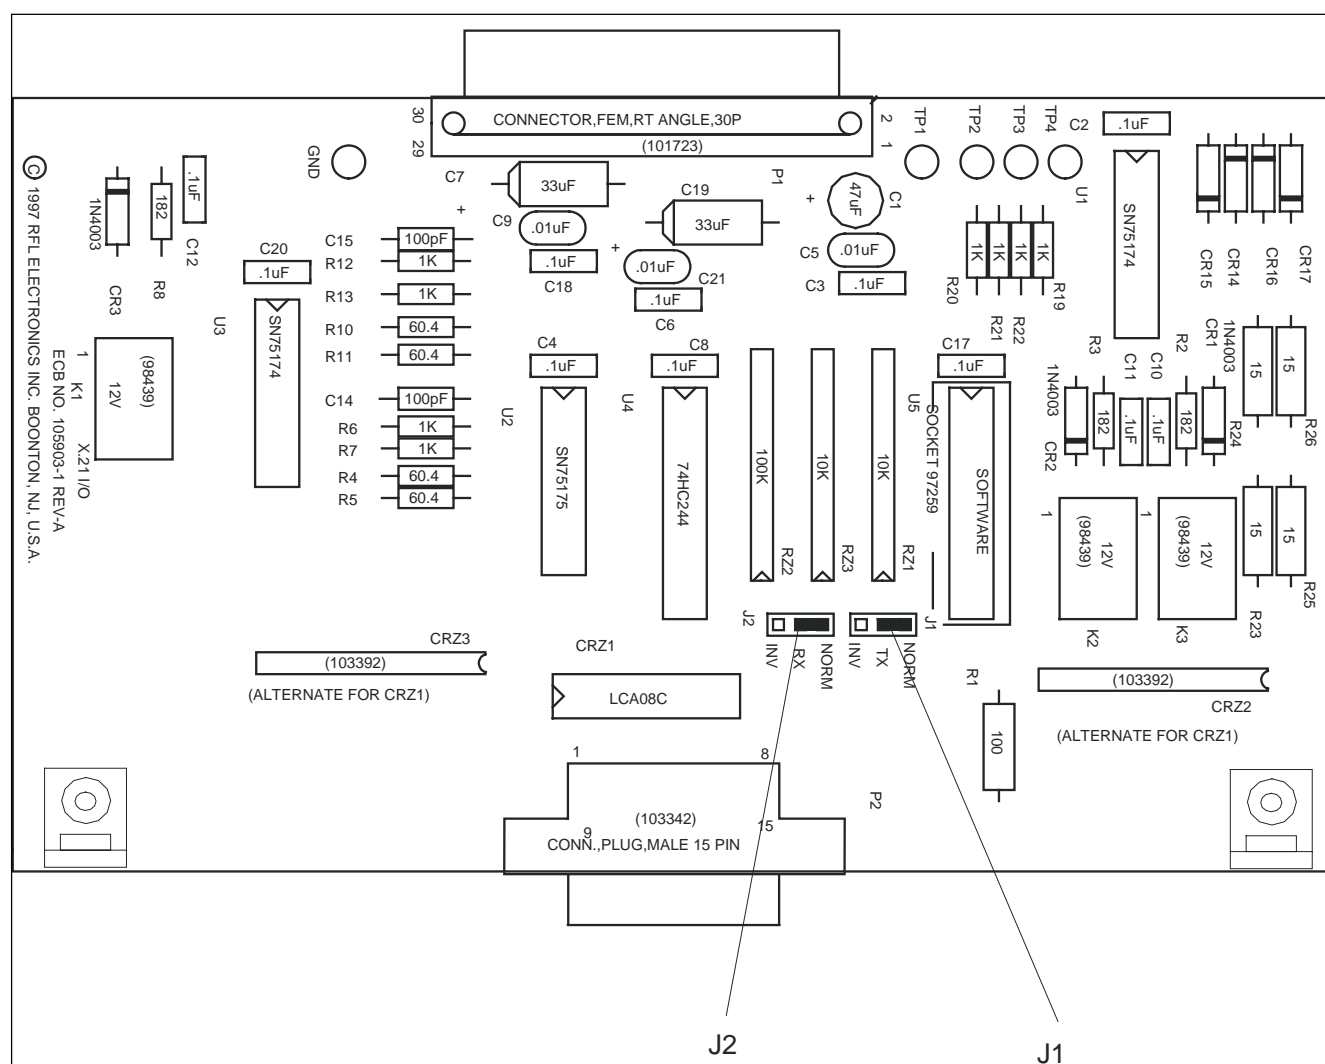 CONNECTOR,FEM,RT ANGLE,30P
(101723)
30
29
2
1
P1
TP1
TP2
TP3
TP4
C2
.1uF
U1
SN75174
GND
© 1997 RFL ELECTRONICS INC. BOONTON, NJ, U.S.A.
ECB NO. 105903-1 REV-A
X.21 I/O
1N4003
CR3
182
R8
.1uF
C12
1
K1
(98439)
12V
C20
.1uF
U3
SN75174
C7
33uF
+
C9
.01uF
C19
33uF
+
.01uF
C21
.1uF
C18
.1uF
C6
+
47uF
C1
C5
.01uF
C3
.1uF
C15
100pF
R12
1K
R13
1K
R10
60.4
R11
60.4
C14
100pF
R6
1K
R7
1K
R4
60.4
R5
60.4
1K
1K
1K
1K
R20
R21
R22
R19
CR15
CR14
CR16
CR17
C4
.1uF
U2
SN75175
C8
.1uF
U4
74HC244
100K
RZ2
10K
RZ3
10K
RZ1
C17
.1uF
U5
SOCKET 97259
SOFTWARE
1N4003
CR2
R3
182
C11
.1uF
C10
.1uF
R2
182
CR1
1N4003
R24
15
15
R26
1
(98439)
12V
K2
1
(98439)
12V
K3
15
15
R23
R25
J2
INV
RX
NORM
J1
INV
TX
NORM
CRZ3
(103392)
(ALTERNATE FOR CRZ1)
CRZ1
LCA08C
R1
100
(103392)
CRZ2
(ALTERNATE FOR CRZ1)
1
8
P2
(103342)
9
15
CONN.,PLUG,MALE 15 PIN
J2
J1